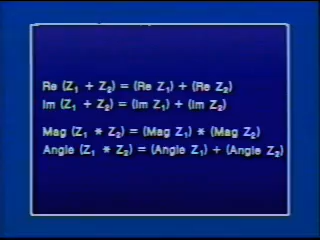 Re (Z₁ + Z₂) = (Re Z₁) + (Re Z₂)
Im (Z₁ + Z₂) = (Im Z₁) + (Im Z₂)
Mag (Z₁ * Z₂) = (Mag Z₁) * (Mag Z₂)
Angle (Z₁ * Z₂) = (Angle Z₁) + (Angle Z₂)